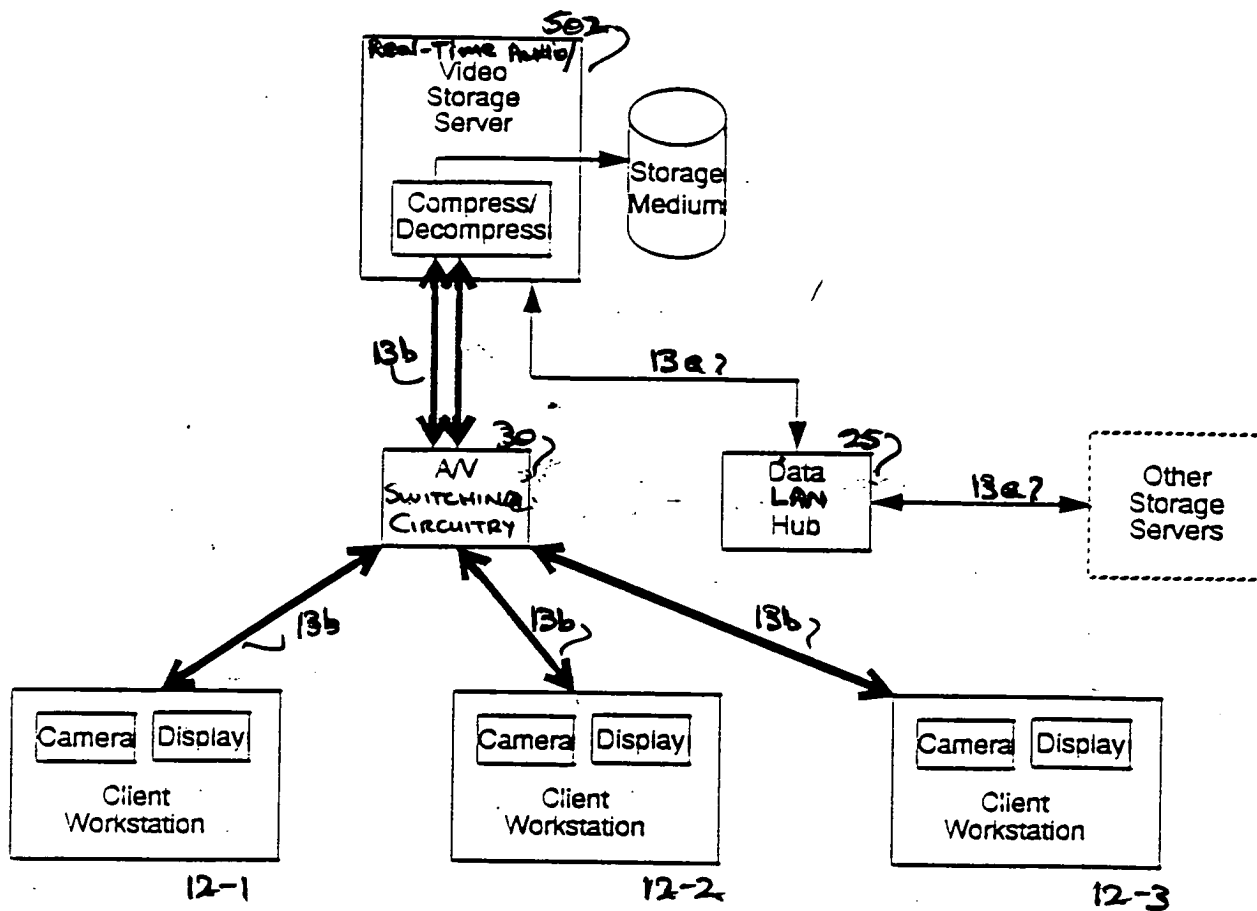 502
Real-Time Audio/
Video
Storage
Server
Storage
Medium
Compress/
Decompress
13b
13a
30
A/V
SWITCHING
CIRCUITRY
25
Data
LAN
Hub
13a
Other
Storage
Servers
13b
13b
13b
Camera
Display
Client
Workstation
12-1
Camera
Display
Client
Workstation
12-2
Camera
Display
Client
Workstation
12-3